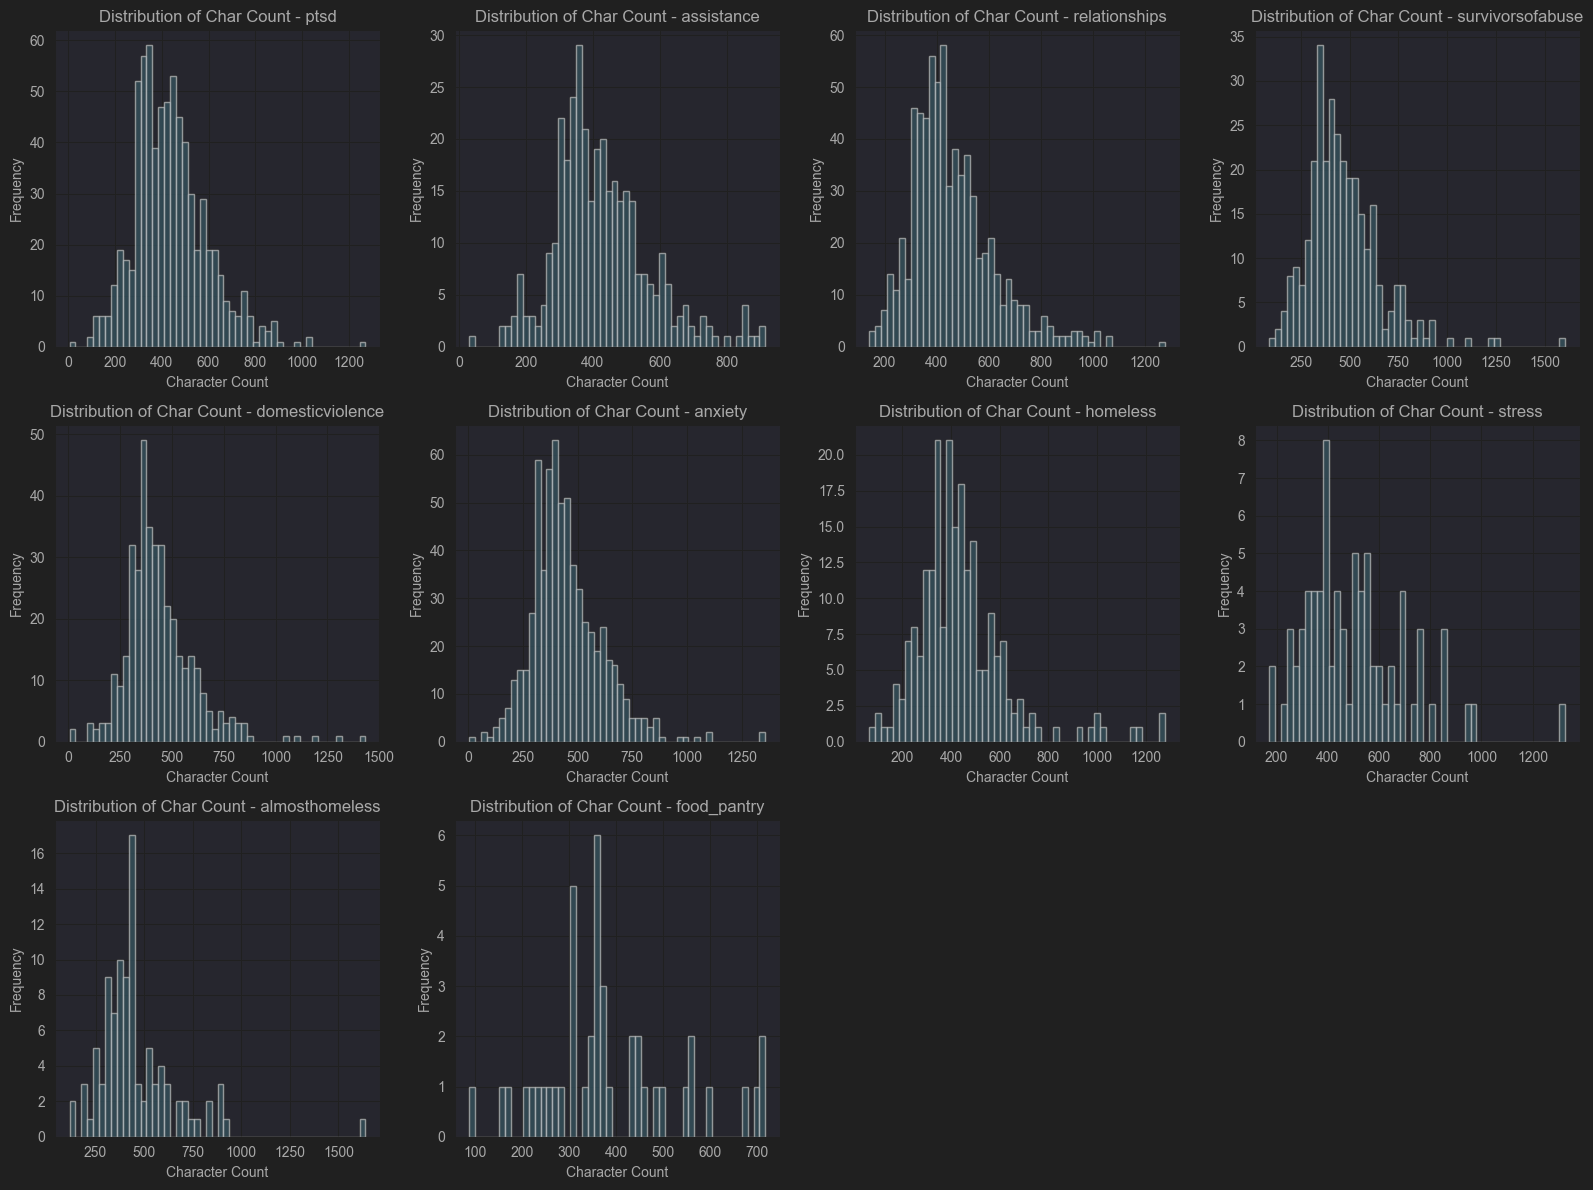 Distribution of Char Count - ptsd
60
50
40
30
20
10
0
0 200 400 600 800 1000 1200
Frequency
Character Count
Distribution of Char Count - assistance
30
25
20
15
10
5
0
0 200 400 600 800
Frequency
Character Count
Distribution of Char Count - relationships
60
50
40
30
20
10
0
200 400 600 800 1000 1200
Frequency
Character Count
Distribution of Char Count - survivorsofabuse
35
30
25
20
15
10
5
0
250 500 750 1000 1250 1500
Frequency
Character Count
Distribution of Char Count - domesticviolence
50
40
30
20
10
0
0 250 500 750 1000 1250 1500
Frequency
Character Count
Distribution of Char Count - anxiety
60
50
40
30
20
10
0
0 250 500 750 1000 1250
Frequency
Character Count
Distribution of Char Count - homeless
20.0
17.5
15.0
12.5
10.0
7.5
5.0
2.5
0.0
200 400 600 800 1000 1200
Frequency
Character Count
Distribution of Char Count - stress
8
7
6
5
4
3
2
1
0
200 400 600 800 1000 1200
Frequency
Character Count
Distribution of Char Count - almosthomeless
16
14
12
10
8
6
4
2
0
250 500 750 1000 1250 1500
Frequency
Character Count
Distribution of Char Count - food_pantry
6
5
4
3
2
1
0
100 200 300 400 500 600 700
Frequency
Character Count